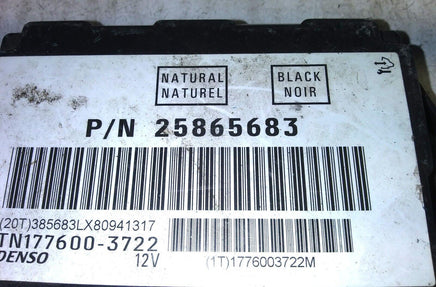 NATURAL BLACK
NATUREL NOIR
P/N 25865683
(20T)385683LX80941317
TN177600-3722
DENSO 12V (1T)1776003722M